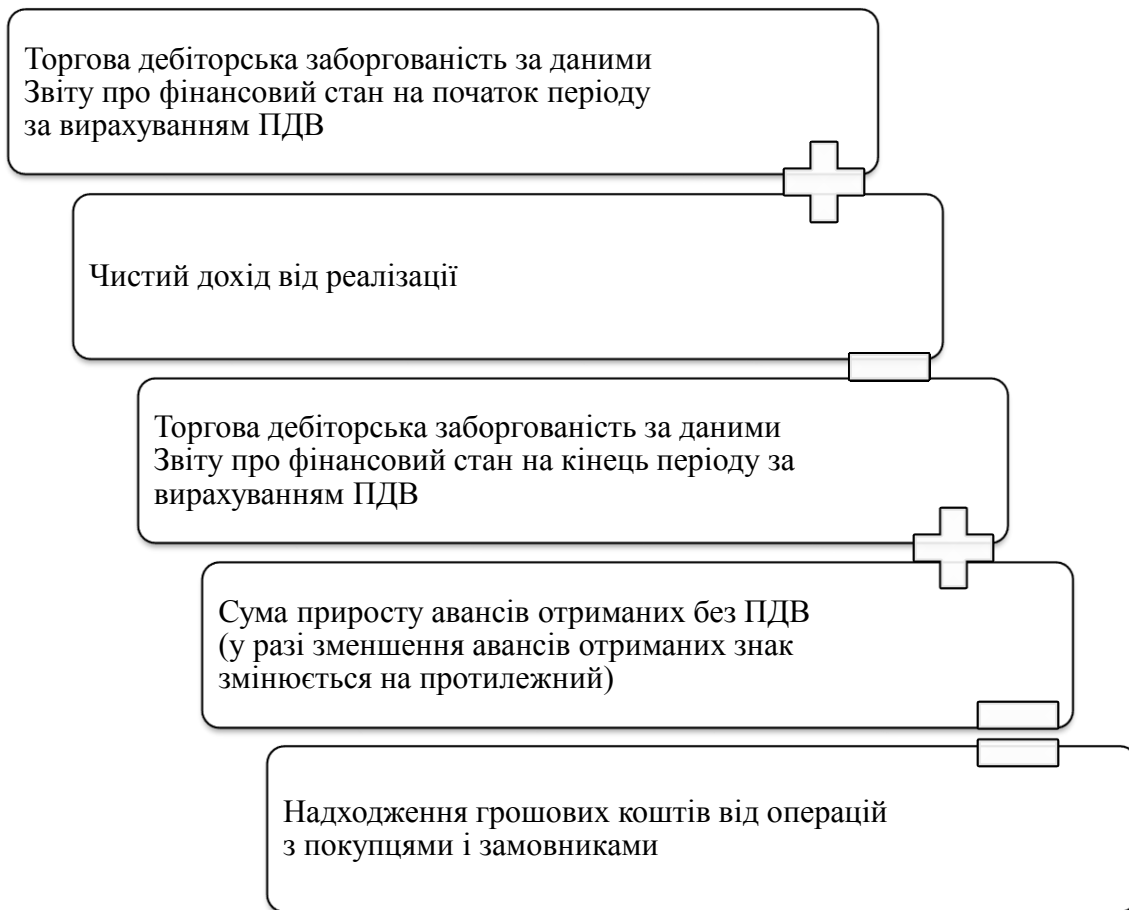 Торгова дебіторська заборгованість за даними
Звіту про фінансовий стан на початок періоду
за вирахуванням ПДВ
Чистий дохід від реалізації
Торгова дебіторська заборгованість за даними
Звіту про фінансовий стан на кінець періоду за
вирахуванням ПДВ
Сума приросту авансів отриманих без ПДВ
(у разі зменшення авансів отриманих знак
змінюється на протилежний)
Надходження грошових коштів від операцій
з покупцями і замовниками